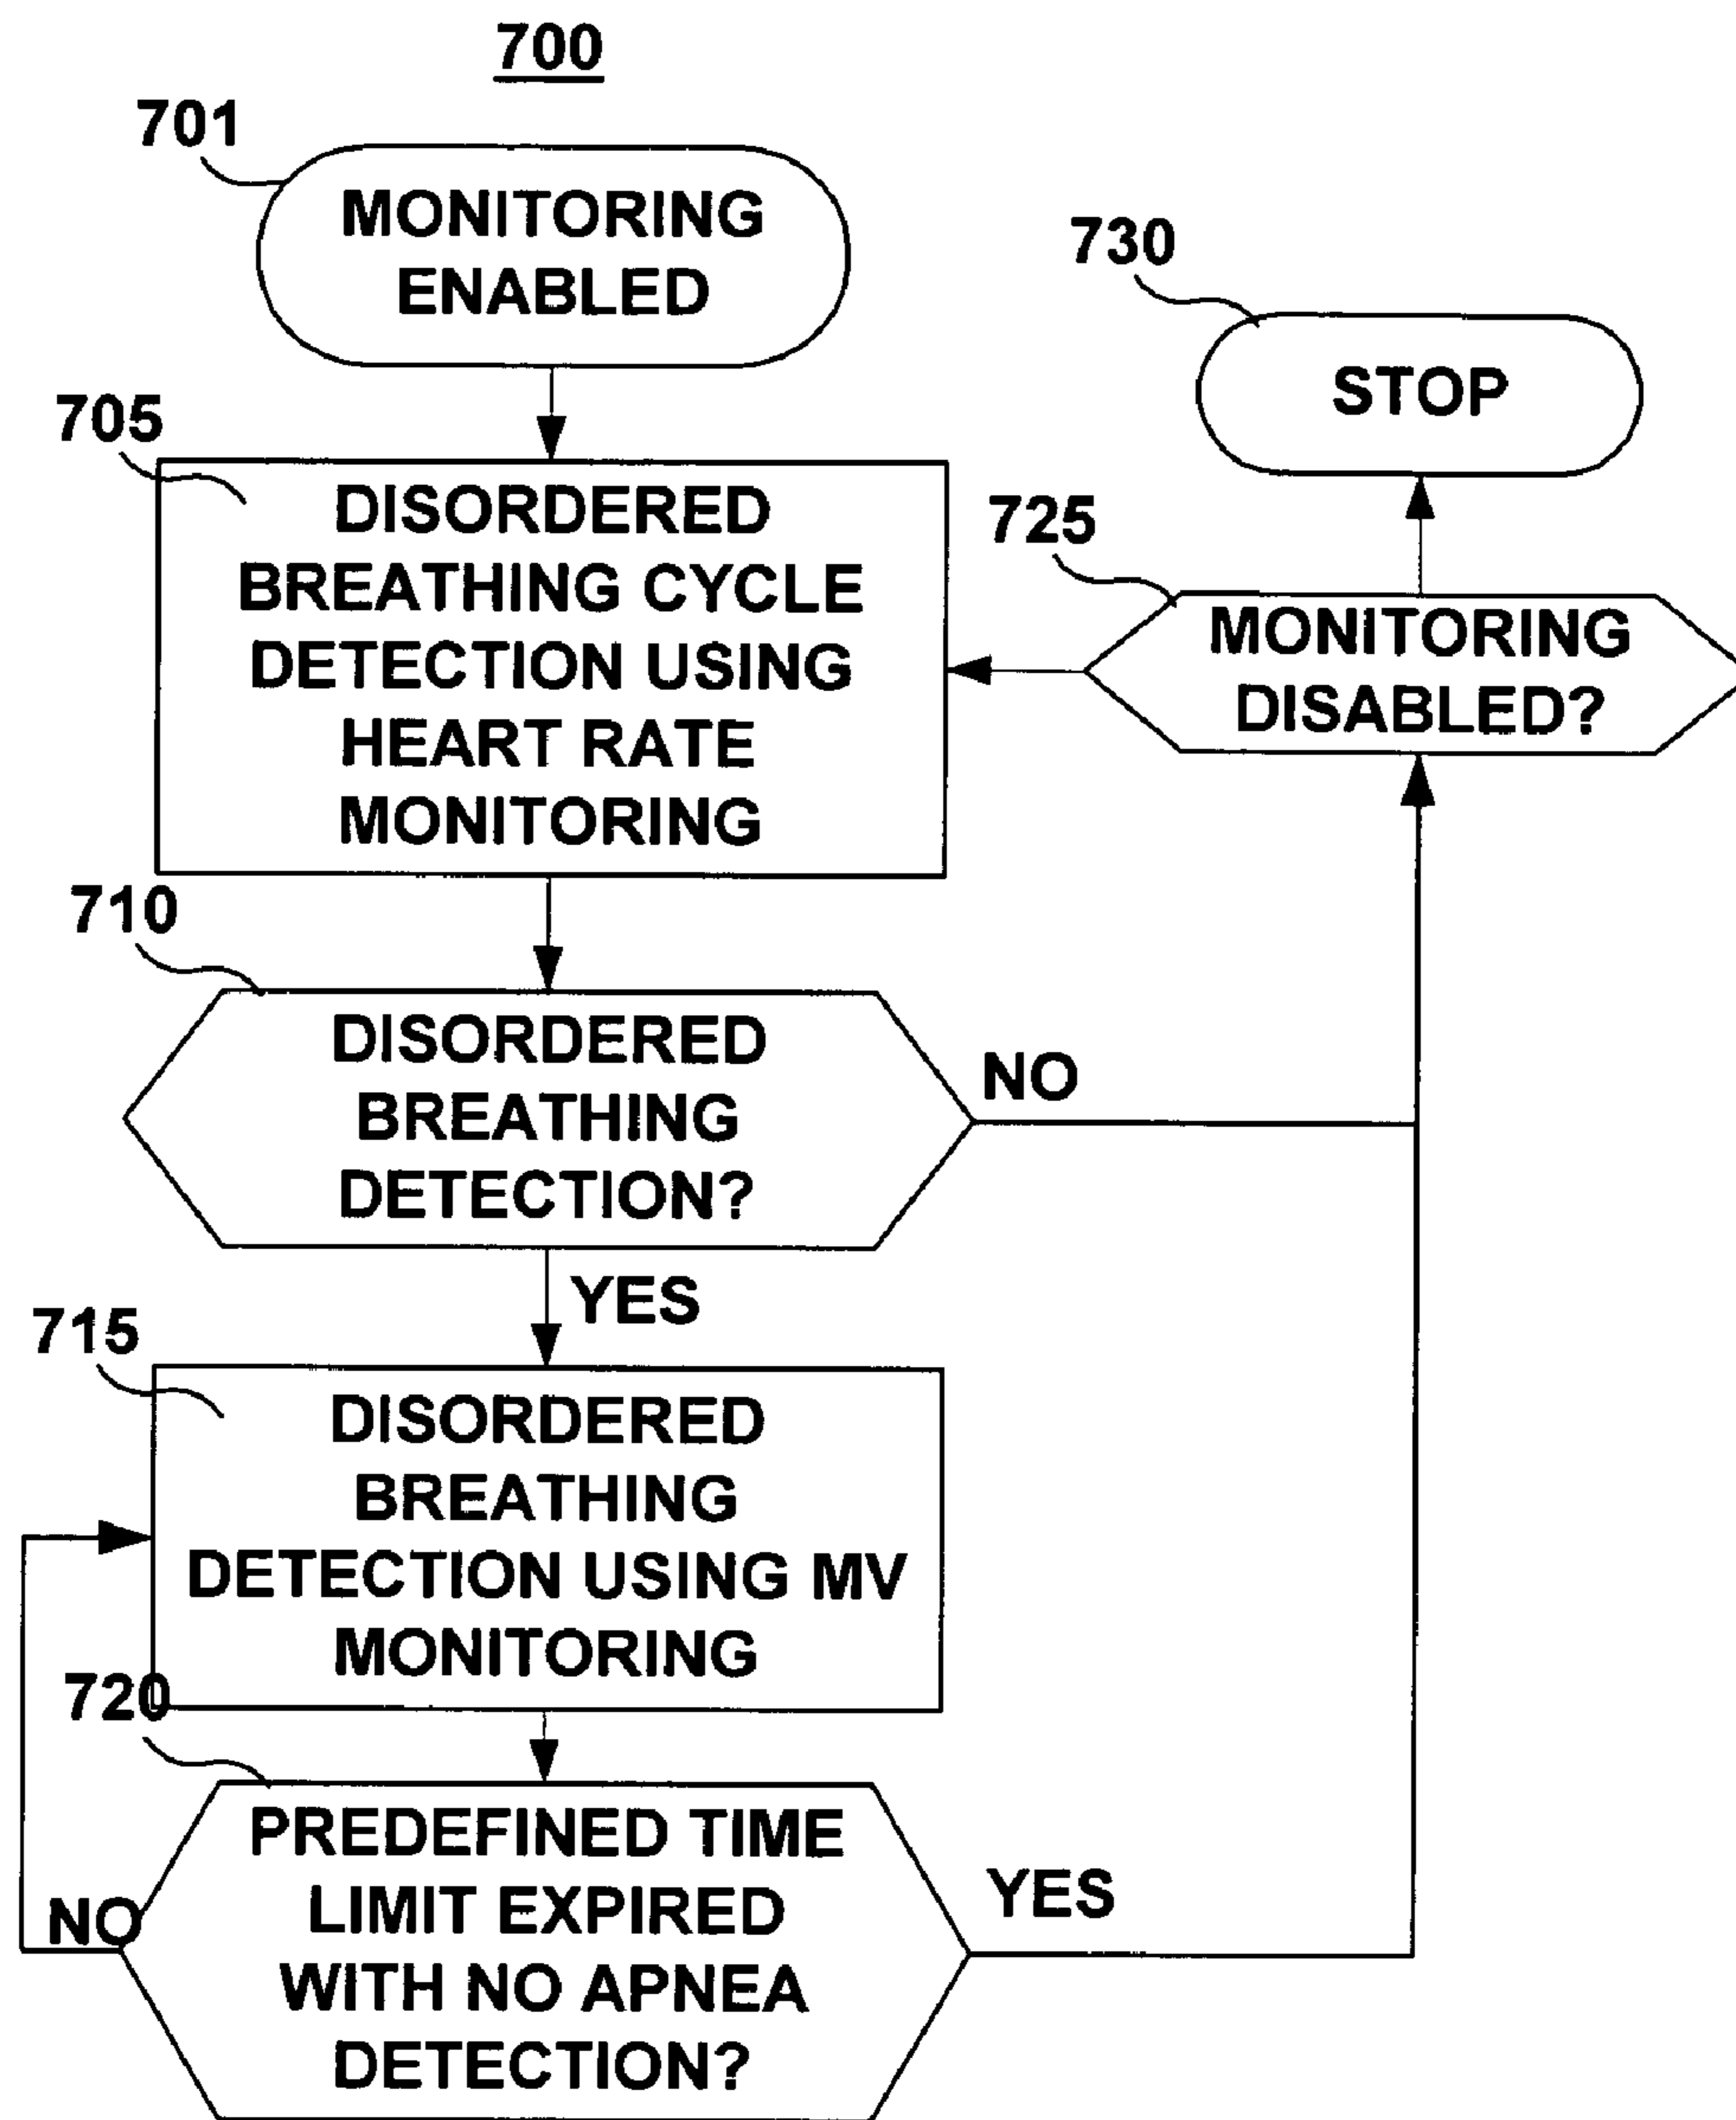 700
701
MONITORING
ENABLED
730
STOP
705
DISORDERED
BREATHING CYCLE
DETECTION USING
HEART RATE
MONITORING
725
MONITORING
DISABLED?
710
DISORDERED
BREATHING
DETECTION?
NO
YES
715
DISORDERED
BREATHING
DETECTION USING MV
MONITORING
720
PREDEFINED TIME
LIMIT EXPIRED
WITH NO APNEA
DETECTION?
NO
YES